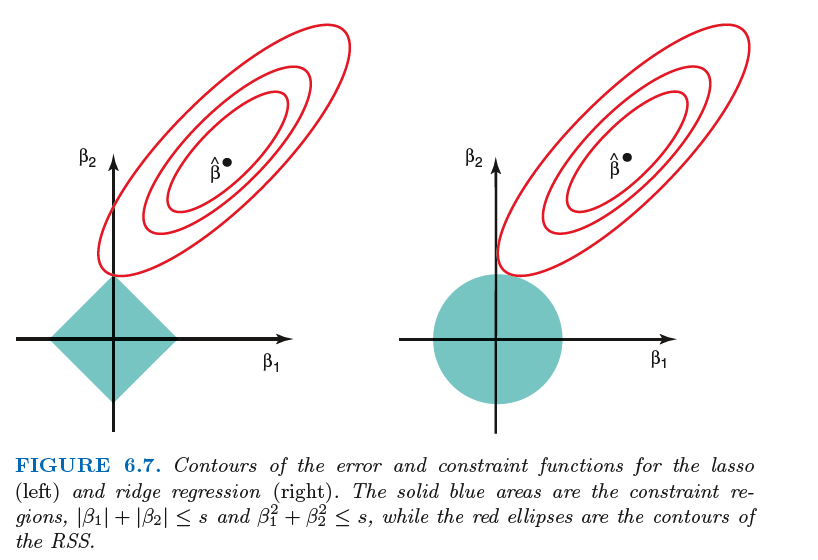 β₂
β̂
β₁
β₂
β̂
β₁
FIGURE 6.7. Contours of the error and constraint functions for the lasso
(left) and ridge regression (right). The solid blue areas are the constraint re-
gions, |β₁| + |β₂| ≤ s and β₁² + β₂² ≤ s, while the red ellipses are the contours of
the RSS.